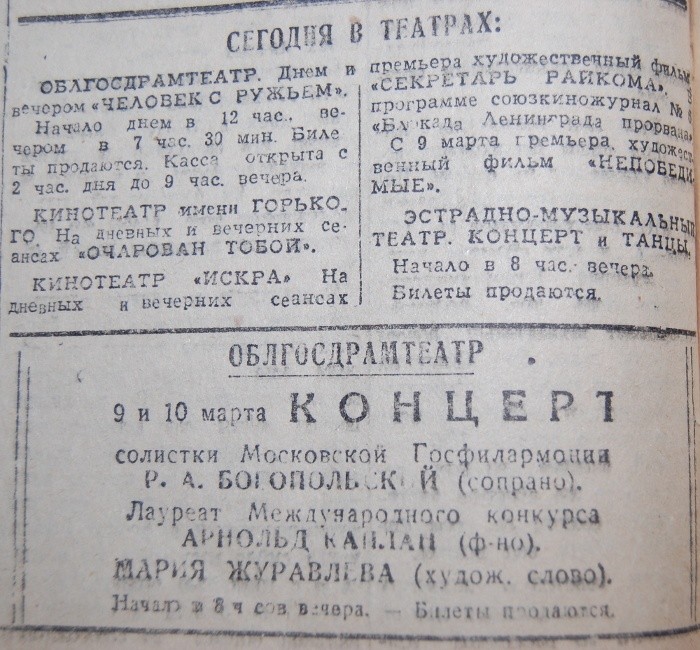 СЕГОДНЯ В ТЕАТРАХ:
ОБЛГОСДРАМТЕАТР. Днем и
вечером «ЧЕЛОВЕК С РУЖЬЕМ».
Начало днем в 12 час., ве-
чером в 7 час. 30 мин. Биле
ты продаются. Касса открыта с
2 час. дня до 9 час. вечера.
КИНОТЕАТР имени ГОРЬКО-
ГО. На дневных и вечерних се-
ансах «ОЧАРОВАН ТОБОЙ».
КИНОТЕАТР «ИСКРА» На
дневных и вечерних сеансах
премьера художественный фильм
«СЕКРЕТАРЬ РАЙКОМА». В
программе союзкиножурнал №
«Блокада Ленинграда прорвана
С 9 марта премьера, художест
венный фильм «НЕПОБЕДИ
МЫЕ».
ЭСТРАДНО-МУЗЫКАЛЬНЫЙ
ТЕАТР. КОНЦЕРТ и ТАНЦЫ.
Начало в 8 час. вечера.
Билеты продаются.
ОБЛГОСДРАМТЕАТР
9 и 10 марта КОНЦЕРТ
солистки Московской Госфилармонии
Р. А. БОГОПОЛЬСКОЙ (сопрано).
Лауреат Международного конкурса
АРНОЛЬД КАПЛАН (ф-но).
МАРИЯ ЖУРАВЛЕВА (худож. слово).
Начало в 8 часов вечера. — Билеты продаются.